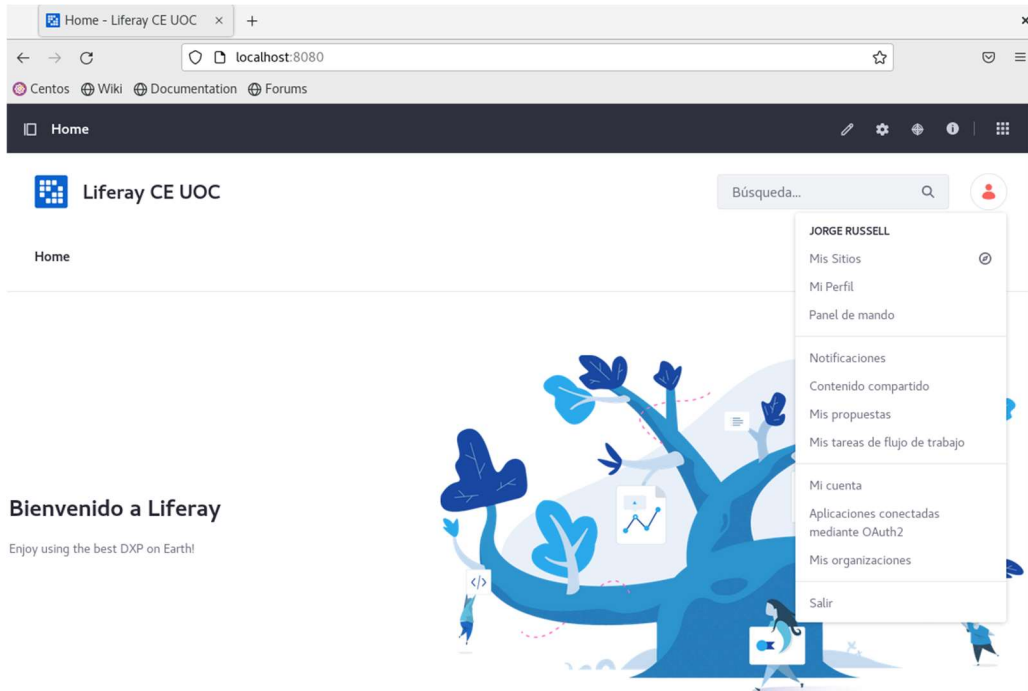 Home - Liferay CE UOC
localhost:8080
Centos Wiki Documentation Forums
Home
Liferay CE UOC
Búsqueda...
JORGE RUSSELL
Mis Sitios
Home
Mi Perfil
Panel de mando
Notificaciones
Contenido compartido
Mis propuestas
Mis tareas de flujo de trabajo
Mi cuenta
Bienvenido a Liferay
Aplicaciones conectadas
mediante OAuth2
Enjoy using the best DXP on Earth!
Mis organizaciones
</>
Salir